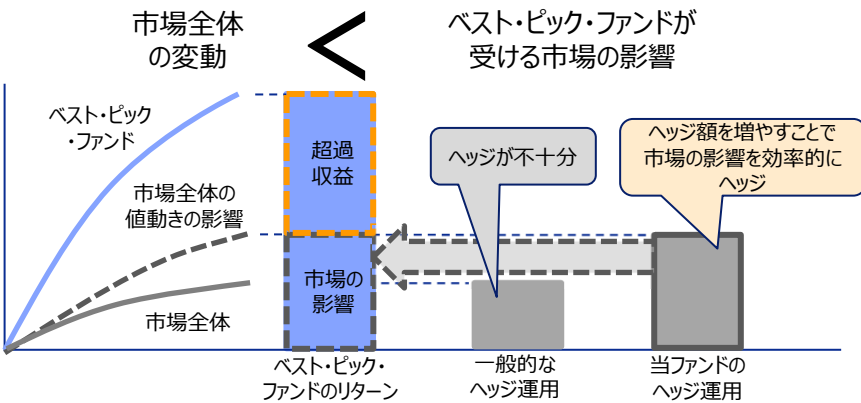 市場全体
の変動
<
ベスト・ピック・ファンドが
受ける市場の影響
ベスト・ピック
・ファンド
市場全体の
値動きの影響
市場全体
超過
収益
市場の
影響
ヘッジが不十分
ヘッジ額を増やすことで
市場の影響を効率的に
ヘッジ
ベスト・ピック・
ファンドのリターン
一般的な
ヘッジ運用
当ファンドの
ヘッジ運用